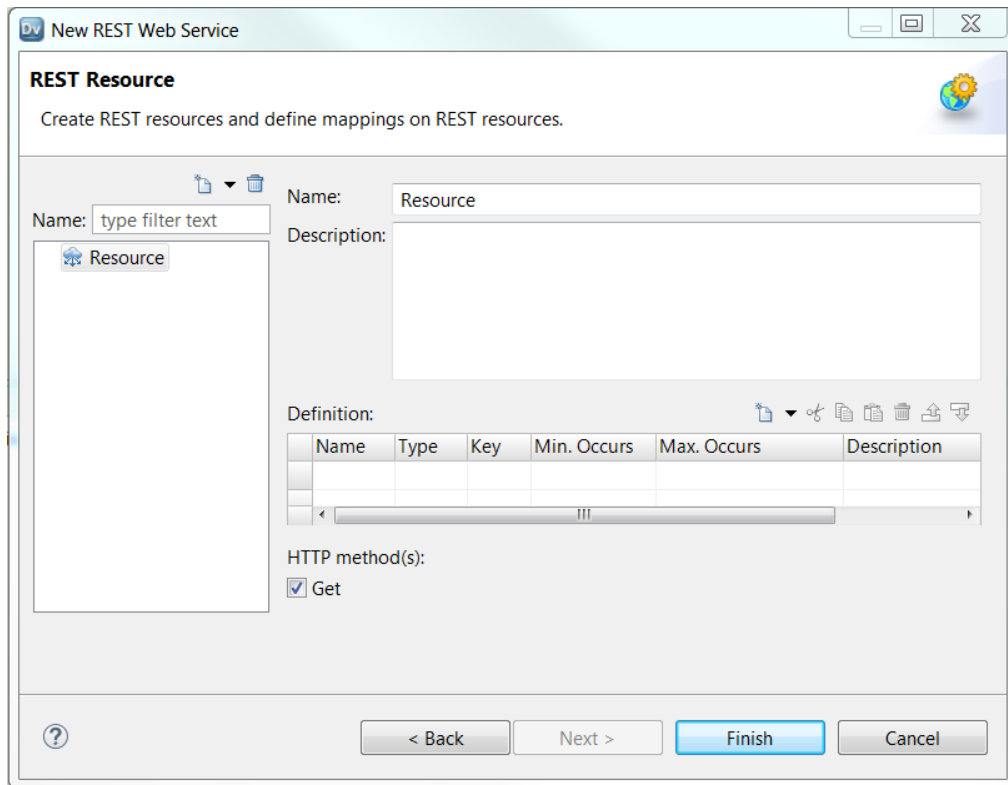 Dv New REST Web Service
REST Resource
Create REST resources and define mappings on REST resources.
Name: type filter text
Resource
Name: Resource
Description:
Definition:
Name Type Key Min. Occurs Max. Occurs Description
HTTP method(s):
Get
? < Back Next > Finish Cancel